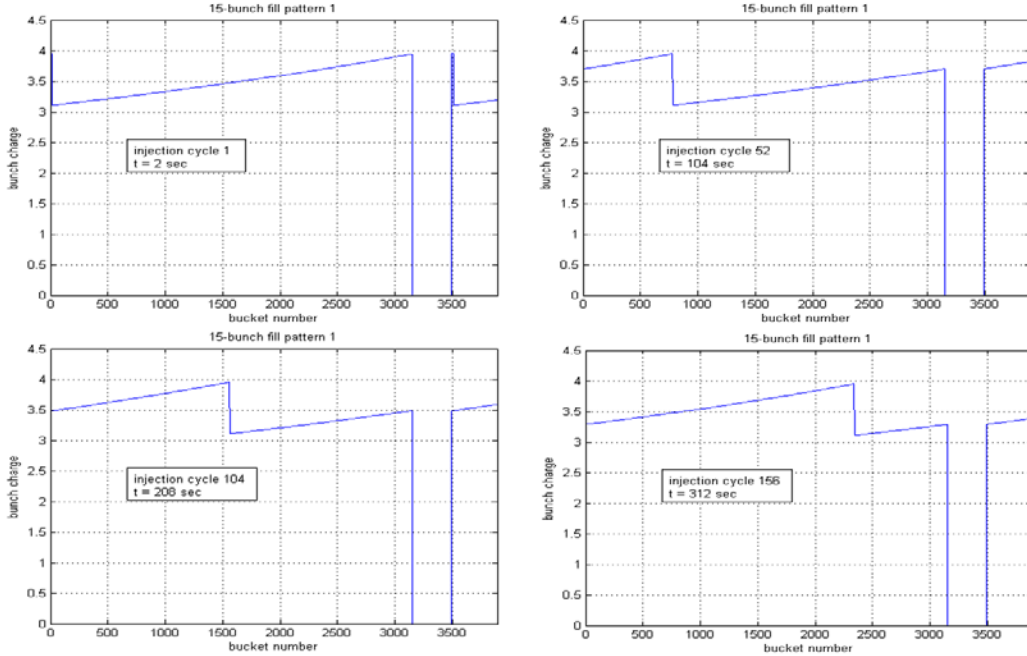 15-bunch fill pattern 1
4.5
4
3.5
3
2.5
2
1.5
1
0.5
0
bunch charge
injection cycle 1
t = 2 sec
0 500 1000 1500 2000 2500 3000 3500
bucket number
15-bunch fill pattern 1
4.5
4
3.5
3
2.5
2
1.5
1
0.5
0
bunch charge
injection cycle 52
t = 104 sec
0 500 1000 1500 2000 2500 3000 3500
bucket number
15-bunch fill pattern 1
4.5
4
3.5
3
2.5
2
1.5
1
0.5
0
bunch charge
injection cycle 104
t = 208 sec
0 500 1000 1500 2000 2500 3000 3500
bucket number
15-bunch fill pattern 1
4.5
4
3.5
3
2.5
2
1.5
1
0.5
0
bunch charge
injection cycle 156
t = 312 sec
0 500 1000 1500 2000 2500 3000 3500
bucket number